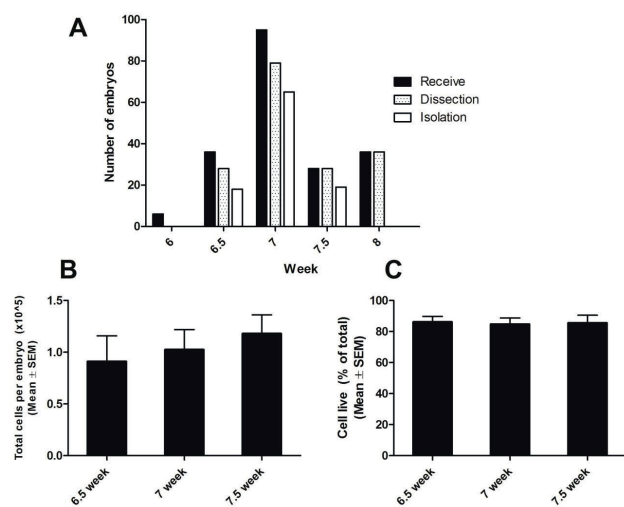 A
Number of embryos
100
80
60
40
20
0
6
6.5
7
7.5
8
Week
Receive
Dissection
Isolation
B
Total cells per embryo (x10^5)
(Mean ± SEM)
1.5
1.0
0.5
0.0
6.5 week
7 week
7.5 week
C
Cell live (% of total)
(Mean ± SEM)
100
80
60
40
20
0
6.5 week
7 week
7.5 week